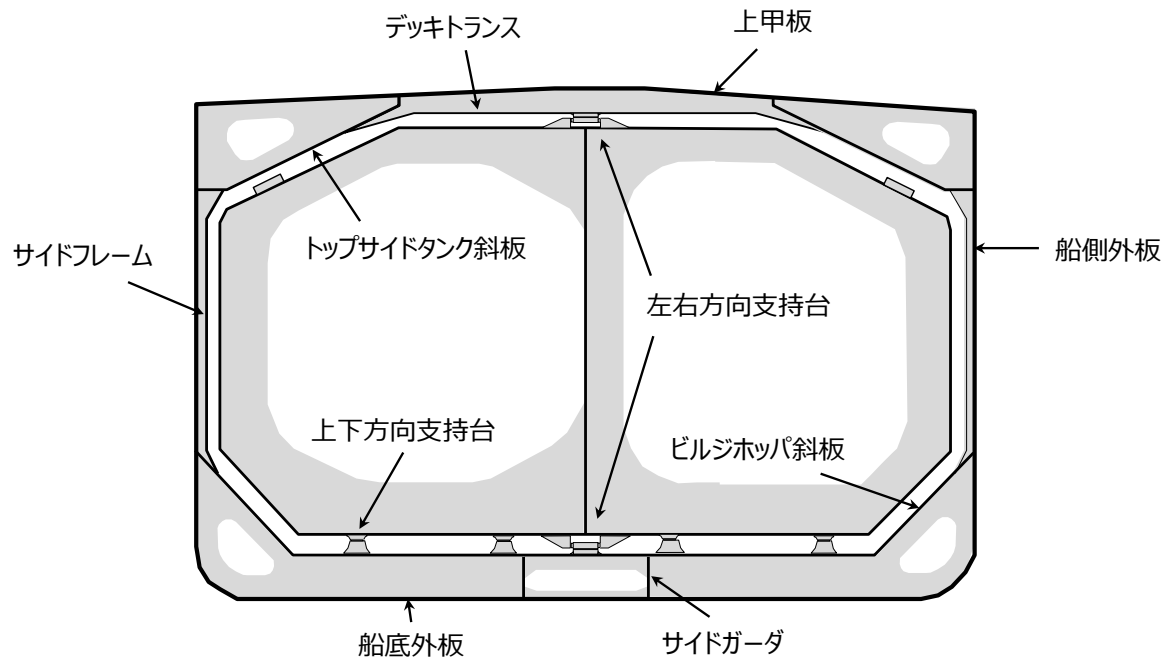 上甲板
デッキトランス
サイドフレーム
トップサイドタンク斜板
船側外板
左右方向支持台
上下方向支持台
ビルジホッパ斜板
船底外板
サイドガーダ